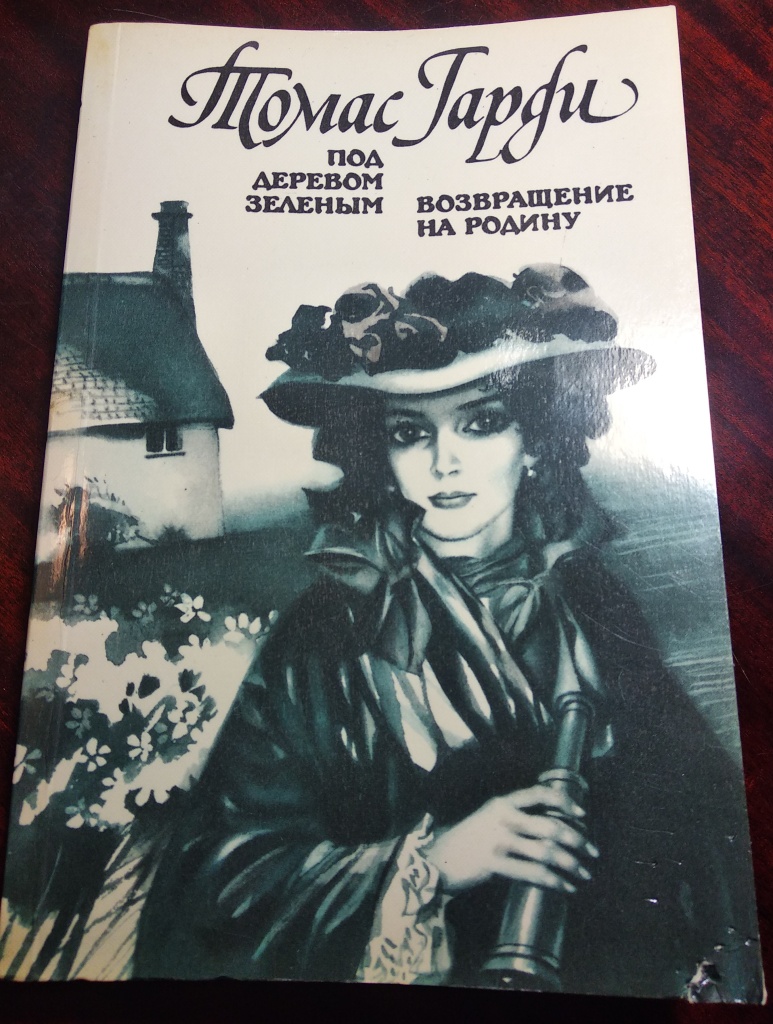 Томас Гарди
ПОД
ДЕРЕВОМ
ЗЕЛЕНЫМ
ВОЗВРАЩЕНИЕ
НА РОДИНУ